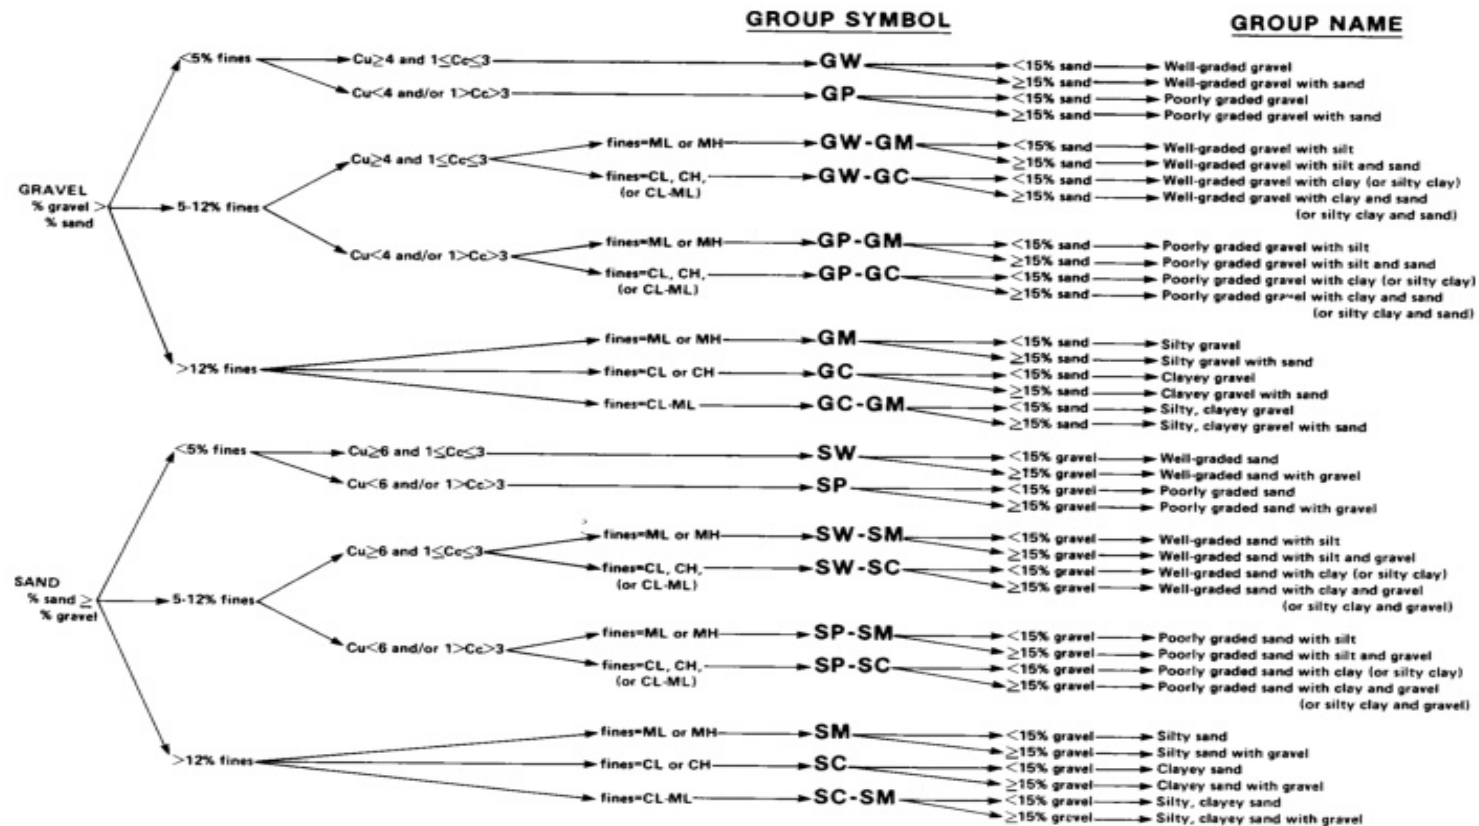 GROUP SYMBOL GROUP NAME
<5% fines Cu≥4 and 1≤Cc≤3 GW <15% sand Well-graded gravel
≥15% sand Well-graded gravel with sand
Cu<4 and/or 1>Cc>3 GP <15% sand Poorly graded gravel
≥15% sand Poorly graded gravel with sand
Cu≥4 and 1≤Cc≤3 fines=ML or MH GW-GM <15% sand Well-graded gravel with silt
≥15% sand Well-graded gravel with silt and sand
fines=CL, CH, GW-GC <15% sand Well-graded gravel with clay (or silty clay)
(or CL-ML) ≥15% sand Well-graded gravel with clay and sand
(or silty clay and sand)
GRAVEL
% gravel >
% sand
5-12% fines
Cu<4 and/or 1>Cc>3 fines=ML or MH GP-GM <15% sand Poorly graded gravel with silt
≥15% sand Poorly graded gravel with silt and sand
fines=CL, CH, GP-GC <15% sand Poorly graded gravel with clay (or silty clay)
(or CL-ML) ≥15% sand Poorly graded gravel with clay and sand
(or silty clay and sand)
>12% fines fines=ML or MH GM <15% sand Silty gravel
≥15% sand Silty gravel with sand
fines=CL or CH GC <15% sand Clayey gravel
≥15% sand Clayey gravel with sand
fines=CL-ML GC-GM <15% sand Silty, clayey gravel
≥15% sand Silty, clayey gravel with sand
<5% fines Cu≥6 and 1≤Cc≤3 SW <15% gravel Well-graded sand
≥15% gravel Well-graded sand with gravel
Cu<6 and/or 1>Cc>3 SP <15% gravel Poorly graded sand
≥15% gravel Poorly graded sand with gravel
Cu≥6 and 1≤Cc≤3 fines=ML or MH SW-SM <15% gravel Well-graded sand with silt
≥15% gravel Well-graded sand with silt and gravel
fines=CL, CH, SW-SC <15% gravel Well-graded sand with clay (or silty clay)
(or CL-ML) ≥15% gravel Well-graded sand with clay and gravel
(or silty clay and gravel)
SAND
% sand ≥
% gravel
5-12% fines
Cu<6 and/or 1>Cc>3 fines=ML or MH SP-SM <15% gravel Poorly graded sand with silt
≥15% gravel Poorly graded sand with silt and gravel
fines=CL, CH, SP-SC <15% gravel Poorly graded sand with clay (or silty clay)
(or CL-ML) ≥15% gravel Poorly graded sand with clay and gravel
(or silty clay and gravel)
>12% fines fines=ML or MH SM <15% gravel Silty sand
≥15% gravel Silty sand with gravel
fines=CL or CH SC <15% gravel Clayey sand
≥15% gravel Clayey sand with gravel
fines=CL-ML SC-SM <15% gravel Silty, clayey sand
≥15% gravel Silty, clayey sand with gravel